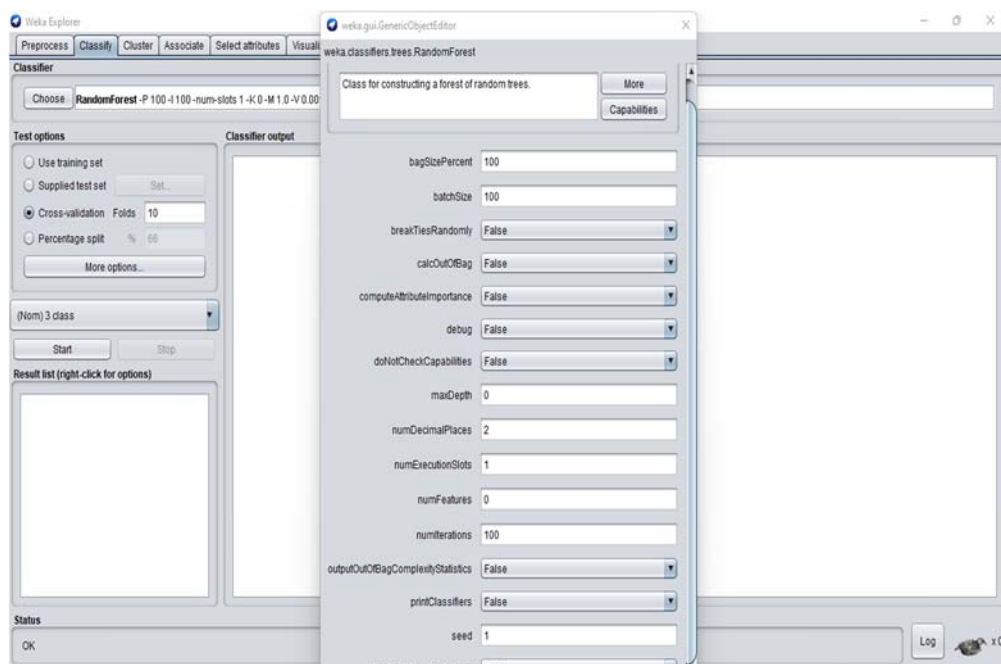 Weka Explorer
Preprocess Classify Cluster Associate Select attributes
Classifier
Choose RandomForest -P 100 -I 100 -num-slots 1 -K 0 -M 1.0 -V
Test options
Use training set
Supplied test set Set...
Cross-validation Folds 10
Percentage split % 66
More options...
(Nom) 3 class
Start Stop
Result list (right-click for options)
Classifier output
weka.gui.GenericObjectEditor
weka.classifiers.trees.RandomForest
Class for constructing a forest of random trees.
More
Capabilities
bagSizePercent 100
batchSize 100
breakTiesRandomly False
calcOutOfBag False
computeAttributeImportance False
debug False
doNotCheckCapabilities False
maxDepth 0
numDecimalPlaces 2
numExecutionSlots 1
numFeatures 0
numIterations 100
outputOutOfBagComplexityStatistics False
printClassifiers False
seed 1
Status
OK
Log